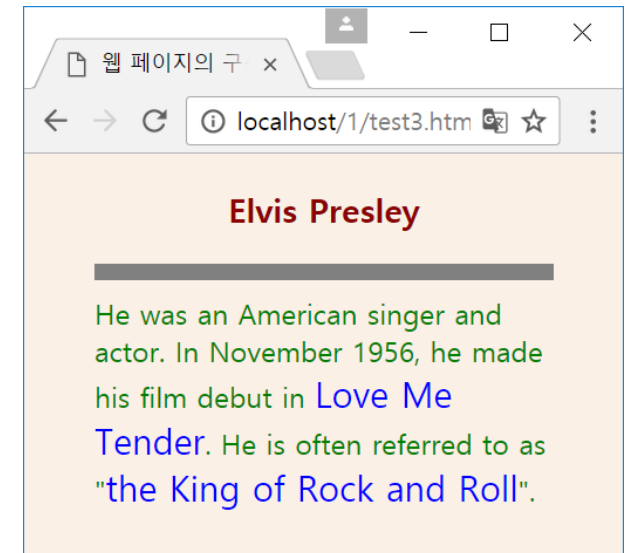 웹 페이지의 구
localhost/1/test3.htm
Elvis Presley
He was an American singer and
actor. In November 1956, he made
his film debut in Love Me
Tender. He is often referred to as
"the King of Rock and Roll".